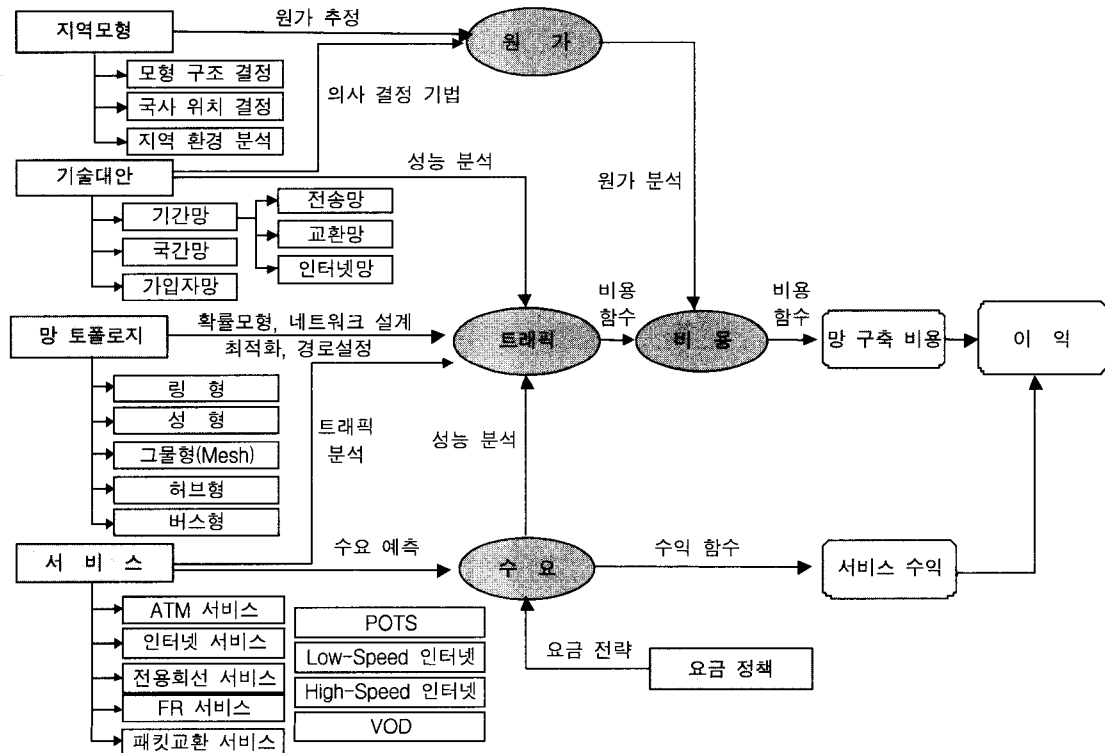 지역모형
원가 추정
원 가
모형 구조 결정
국사 위치 결정
지역 환경 분석
의사 결정 기법
기술대안
성능 분석
원가 분석
기간망
국간망
가입자망
전송망
교환망
인터넷망
망 토폴로지
확률모형, 네트워크 설계
최적화, 경로설정
트래픽
비용
함수
비 용
비용
함수
망 구축 비용
이 익
링 형
성 형
그물형(Mesh)
허브형
버스형
트래픽
분석
성능 분석
서 비 스
수요 예측
수 요
수익 함수
서비스 수익
ATM 서비스
인터넷 서비스
전용회선 서비스
FR 서비스
패킷교환 서비스
POTS
Low-Speed 인터넷
High-Speed 인터넷
VOD
요금 전략
요금 정책